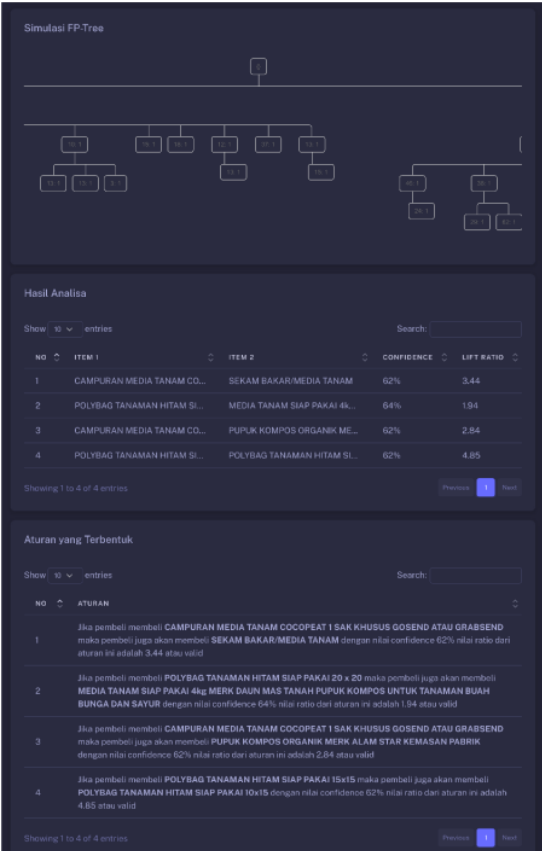 Simulasi FP-Tree
0
Hasil Analisa
Show 10 entries
Search:
NO ITEM 1 ITEM 2 CONFIDENCE LIFT RATIO
1 CAMPURAN MEDIA TANAM CO... SEKAM BAKAR/MEDIA TANAM 62% 3.44
2 POLYBAG TANAMAN HITAM SI... MEDIA TANAM SIAP PAKAI 4k... 64% 1.94
3 CAMPURAN MEDIA TANAM CO... PUPUK KOMPOS ORGANIK ME... 62% 2.84
4 POLYBAG TANAMAN HITAM SI... POLYBAG TANAMAN HITAM SI... 62% 4.85
Showing 1 to 4 of 4 entries
Previous 1 Next
Aturan yang Terbentuk
Show 10 entries
Search:
NO ATURAN
Jika pembeli membeli CAMPURAN MEDIA TANAM COCOPEAT 1 SAK KHUSUS GOSEND ATAU GRABSEND
1 maka pembeli juga akan membeli SEKAM BAKAR/MEDIA TANAM dengan nilai confidence 62% nilai ratio dari
aturan ini adalah 3.44 atau valid
Jika pembeli membeli POLYBAG TANAMAN HITAM SIAP PAKAI 20 x 20 maka pembeli juga akan membeli
2 MEDIA TANAM SIAP PAKAI 4kg MERK DAUN MAS TANAH PUPUK KOMPOS UNTUK TANAMAN BUAH
BUNGA DAN SAYUR dengan nilai confidence 64% nilai ratio dari aturan ini adalah 1.94 atau valid
Jika pembeli membeli CAMPURAN MEDIA TANAM COCOPEAT 1 SAK KHUSUS GOSEND ATAU GRABSEND
3 maka pembeli juga akan membeli PUPUK KOMPOS ORGANIK MERK ALAM STAR KEMASAN PABRIK
dengan nilai confidence 62% nilai ratio dari aturan ini adalah 2.84 atau valid
Jika pembeli membeli POLYBAG TANAMAN HITAM SIAP PAKAI 15x15 maka pembeli juga akan membeli
4 POLYBAG TANAMAN HITAM SIAP PAKAI 10x15 dengan nilai confidence 62% nilai ratio dari aturan ini adalah
4.85 atau valid
Showing 1 to 4 of 4 entries
Previous 1 Next